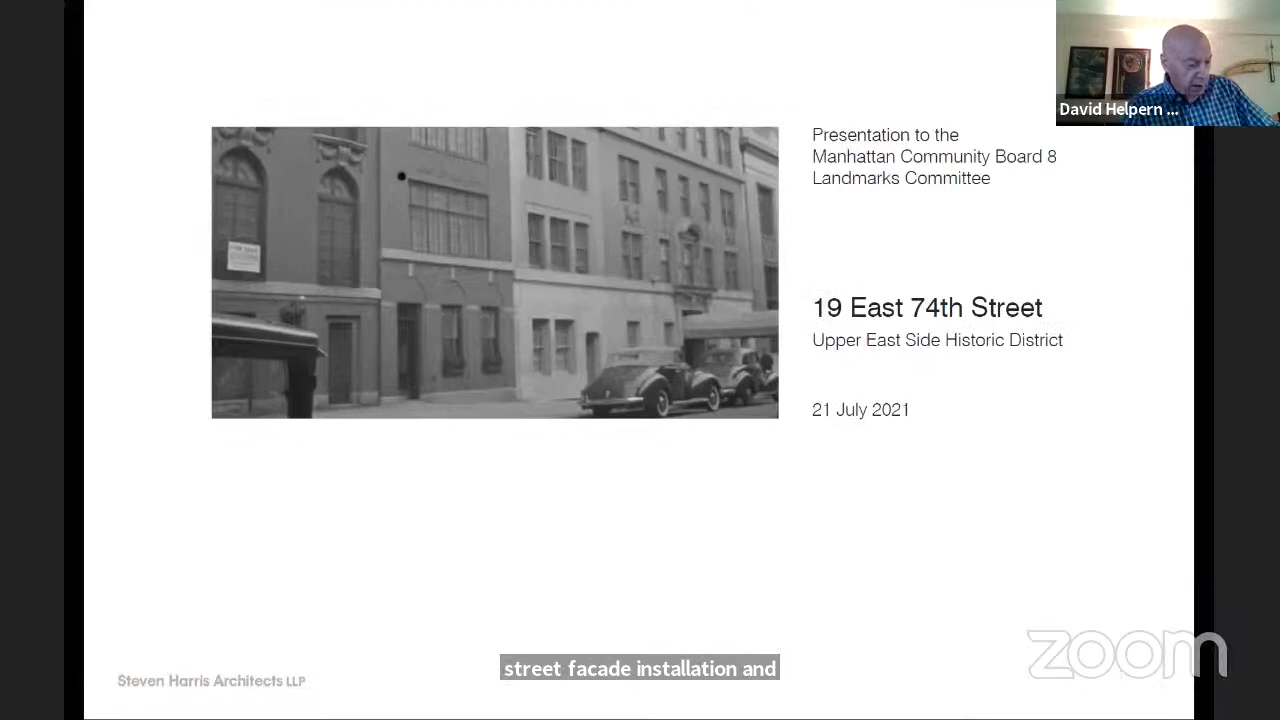 David Helpern ...
Presentation to the
Manhattan Community Board 8
Landmarks Committee
19 East 74th Street
Upper East Side Historic District
21 July 2021
street facade installation and
Steven Harris Architects LLP
zoom